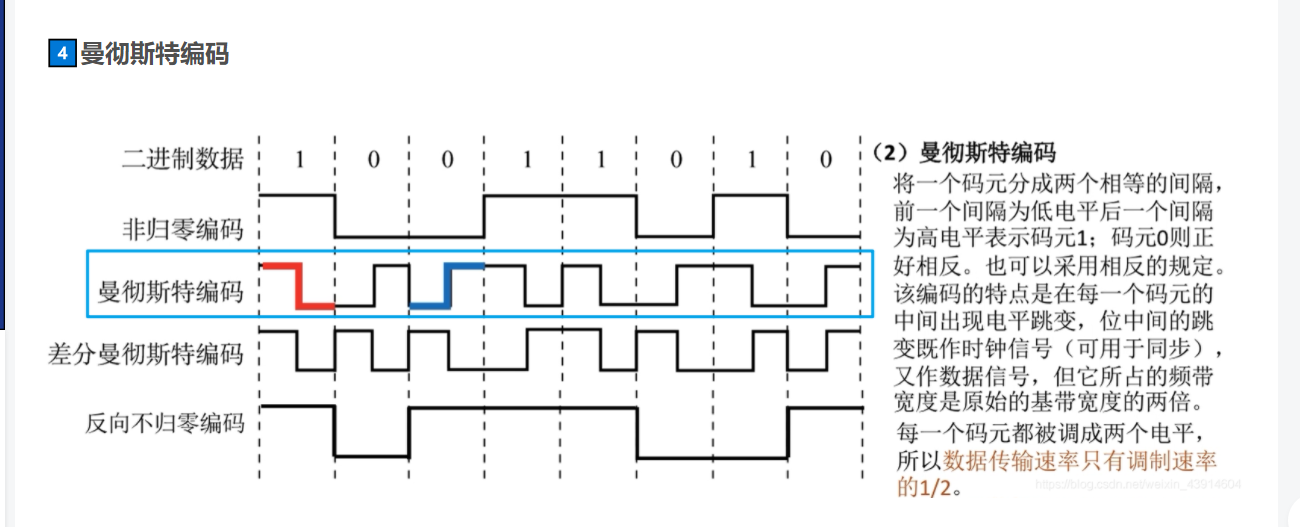 4 曼彻斯特编码
二进制数据 1 0 0 1 1 0 1 0
非归零编码
曼彻斯特编码
差分曼彻斯特编码
反向不归零编码
（2）曼彻斯特编码
将一个码元分成两个相等的间隔，
前一个间隔为低电平后一个间隔
为高电平表示码元1；码元0则正
好相反。也可以采用相反的规定。
该编码的特点是在每一个码元的
中间出现电平跳变，位中间的跳
变既作时钟信号（可用于同步），
又作数据信号，但它所占的频带
宽度是原始的基带宽度的两倍。
每一个码元都被调成两个电平，
所以数据传输速率只有调制速率
的1/2。
https://blog.csdn.net/weixin_43914604